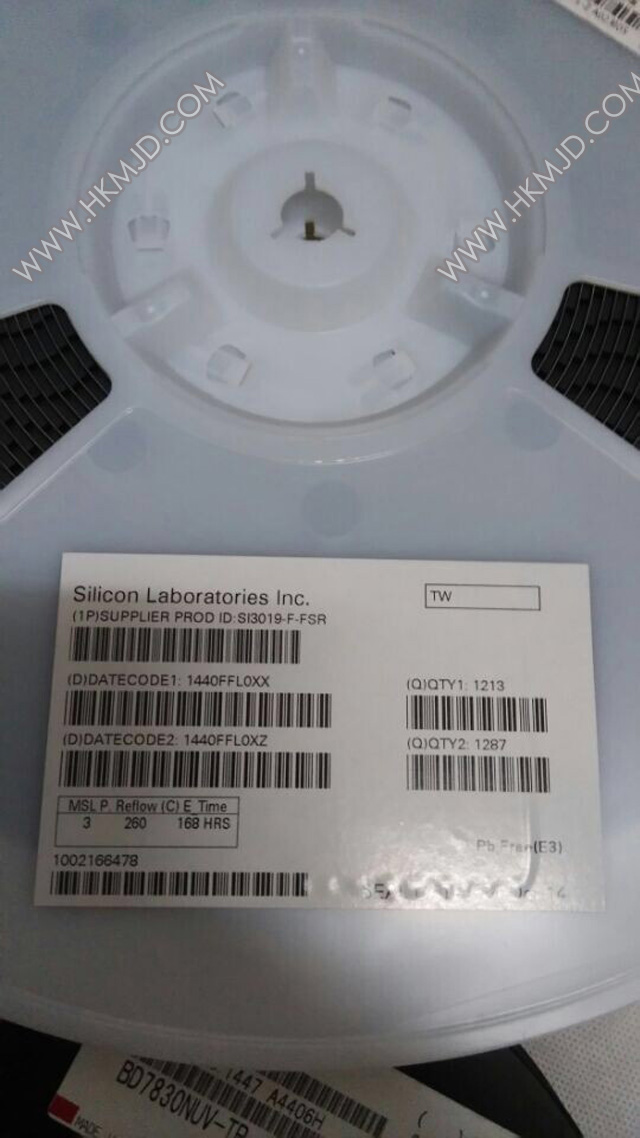 WWW.HKMJD.COM
WWW.HKMJD.COM
Silicon Laboratories Inc.
TW
(1P)SUPPLIER PROD ID:SI3019-F-FSR
(D)DATECODE1: 1440FFL0XX
(Q)QTY1: 1213
(D)DATECODE2: 1440FFL0XZ
(Q)QTY2: 1287
MSL P. Reflow (C) E_Time
3 260 168 HRS
Pb Free(E3)
1002166478
1447 A4406H
BD7830NUV-TR
MADE